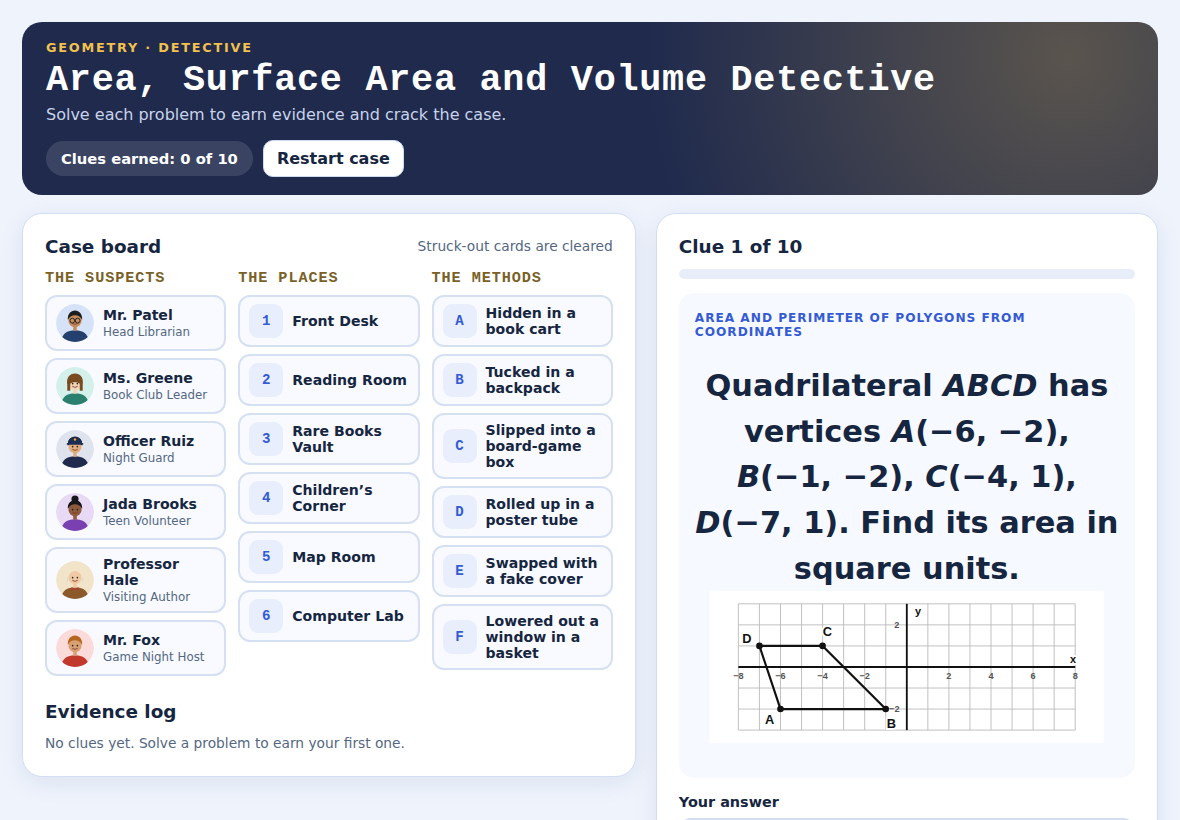 GEOMETRY · DETECTIVE
Area, Surface Area and Volume Detective
Solve each problem to earn evidence and crack the case.
Clues earned: 0 of 10
Restart case
Case board
Struck-out cards are cleared
THE SUSPECTS
Mr. Patel
Head Librarian
Ms. Greene
Book Club Leader
Officer Ruiz
Night Guard
Jada Brooks
Teen Volunteer
Professor
Hale
Visiting Author
Mr. Fox
Game Night Host
THE PLACES
1
Front Desk
2
Reading Room
3
Rare Books
Vault
4
Children’s
Corner
5
Map Room
6
Computer Lab
THE METHODS
A
Hidden in a
book cart
B
Tucked in a
backpack
C
Slipped into a
board-game
box
D
Rolled up in a
poster tube
E
Swapped with
a fake cover
F
Lowered out a
window in a
basket
Evidence log
No clues yet. Solve a problem to earn your first one.
Clue 1 of 10
AREA AND PERIMETER OF POLYGONS FROM
COORDINATES
Quadrilateral ABCD has
vertices A(−6, −2),
B(−1, −2), C(−4, 1),
D(−7, 1). Find its area in
square units.
y
2
C
D
x
−8 −6 −4 −2 2 4 6 8
−2
A
B
Your answer